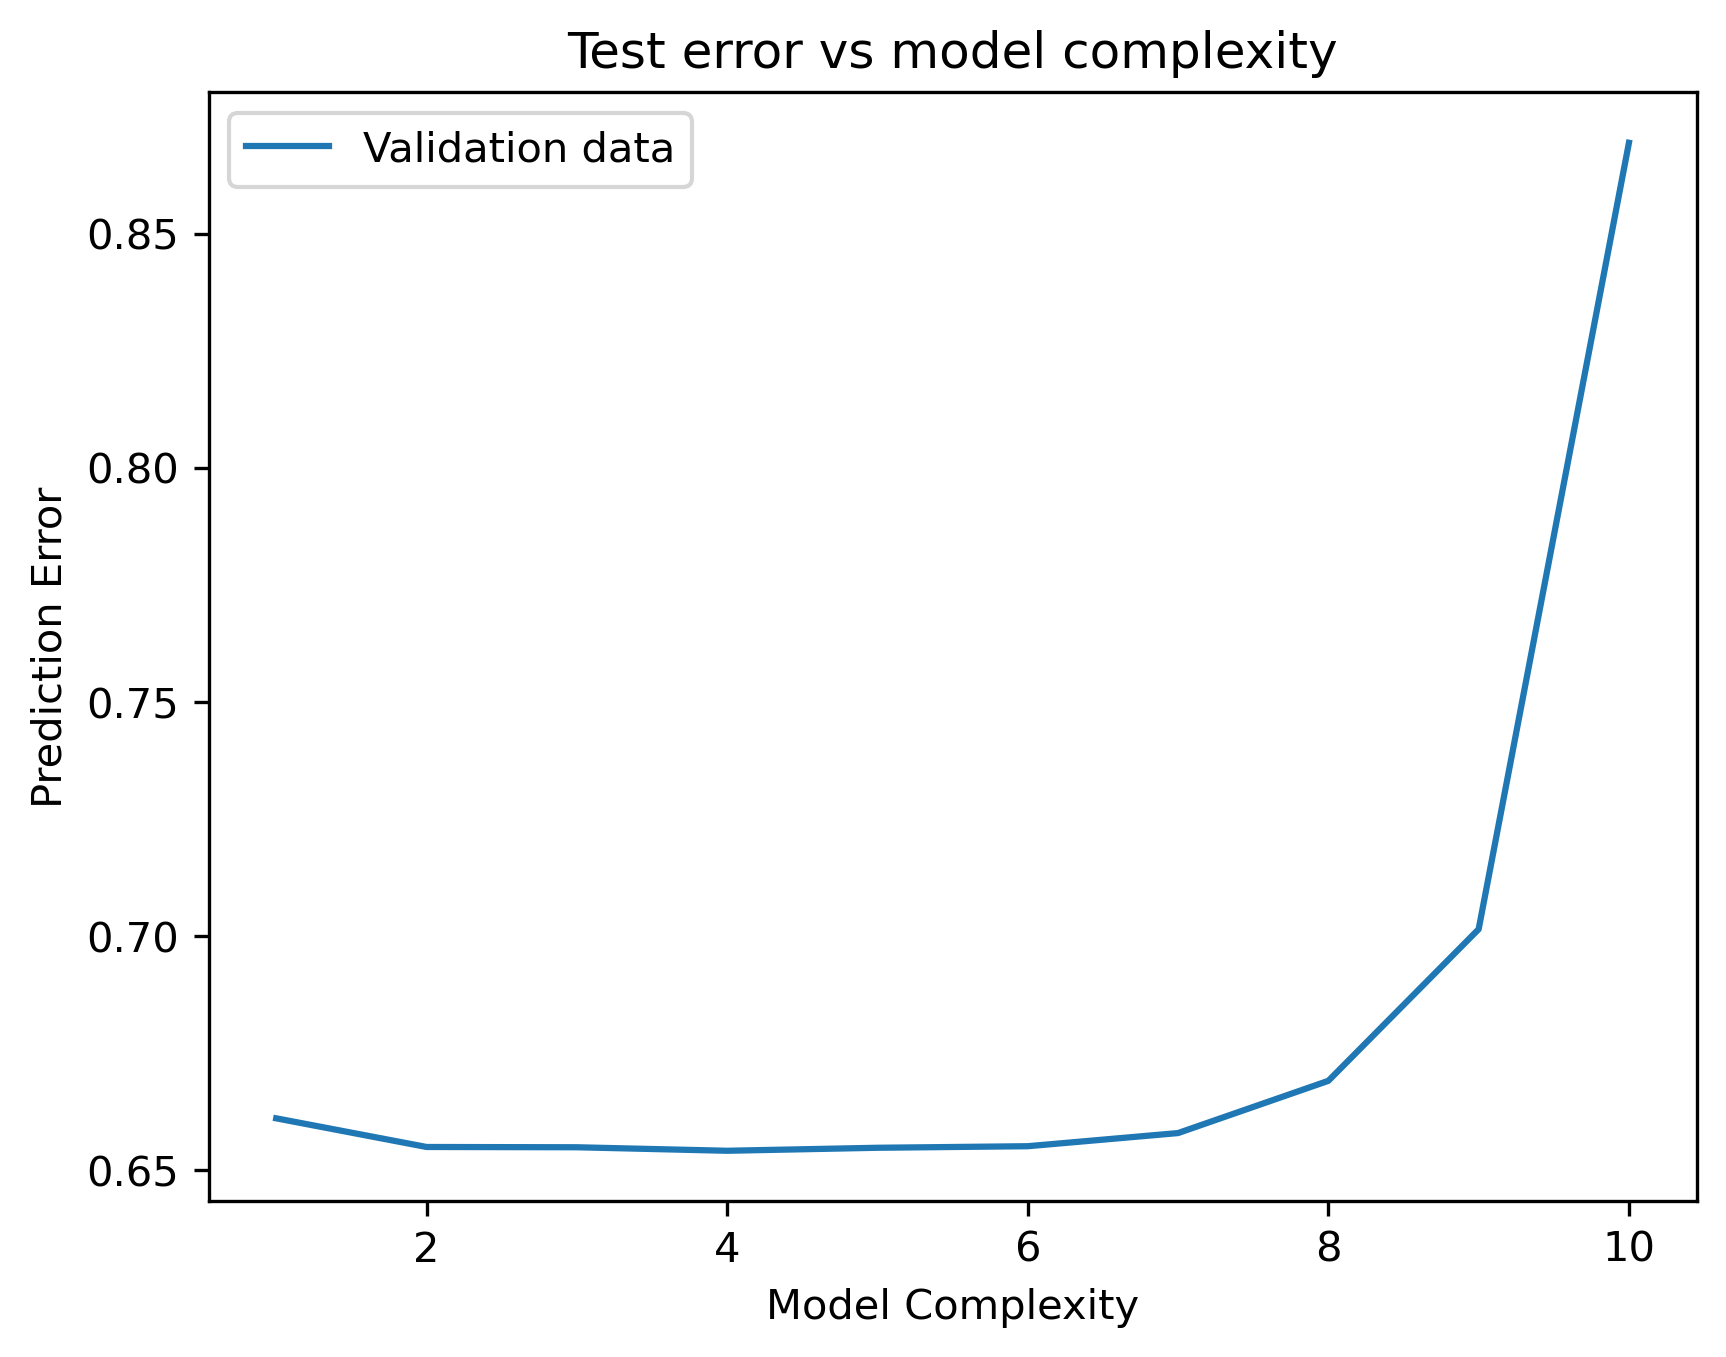 Test error vs model complexity
Validation data
0.85
0.80
0.75
0.70
0.65
Prediction Error
2 4 6 8 10
Model Complexity